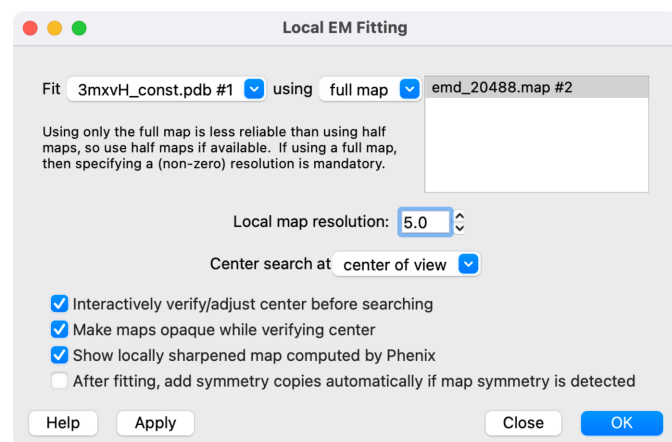 Local EM Fitting
Fit 3mxvH_const.pdb #1 using full map emd_20488.map #2
Using only the full map is less reliable than using half
maps, so use half maps if available. If using a full map,
then specifying a (non-zero) resolution is mandatory.
Local map resolution: 5.0
Center search at center of view
Interactively verify/adjust center before searching
Make maps opaque while verifying center
Show locally sharpened map computed by Phenix
After fitting, add symmetry copies automatically if map symmetry is detected
Help Apply Close OK